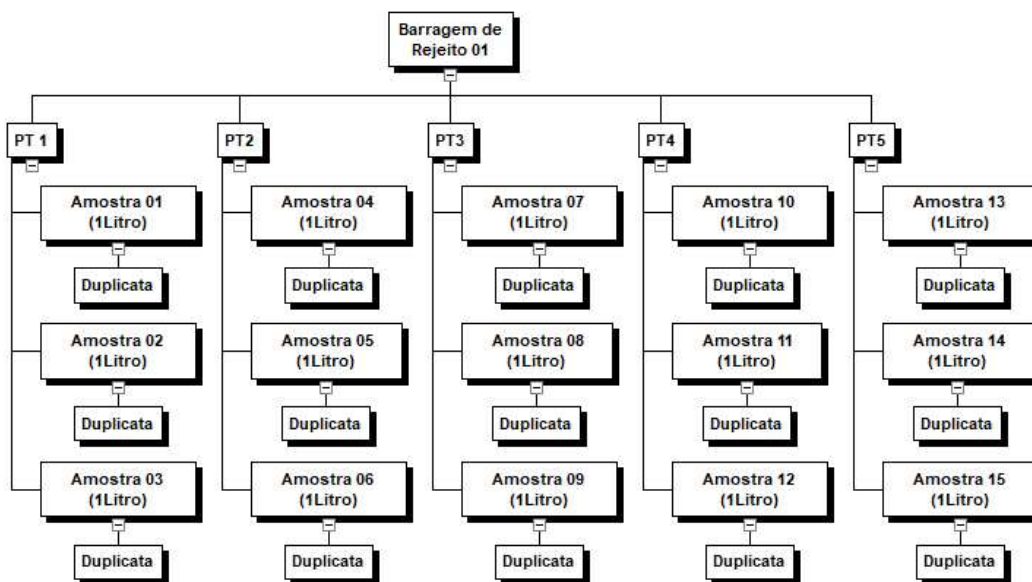 Barragem de
Rejeito 01
PT 1
PT2
PT3
PT4
PT5
Amostra 01
(1Litro)
Amostra 04
(1Litro)
Amostra 07
(1Litro)
Amostra 10
(1Litro)
Amostra 13
(1Litro)
Duplicata
Duplicata
Duplicata
Duplicata
Duplicata
Amostra 02
(1Litro)
Amostra 05
(1Litro)
Amostra 08
(1Litro)
Amostra 11
(1Litro)
Amostra 14
(1Litro)
Duplicata
Duplicata
Duplicata
Duplicata
Duplicata
Amostra 03
(1Litro)
Amostra 06
(1Litro)
Amostra 09
(1Litro)
Amostra 12
(1Litro)
Amostra 15
(1Litro)
Duplicata
Duplicata
Duplicata
Duplicata
Duplicata